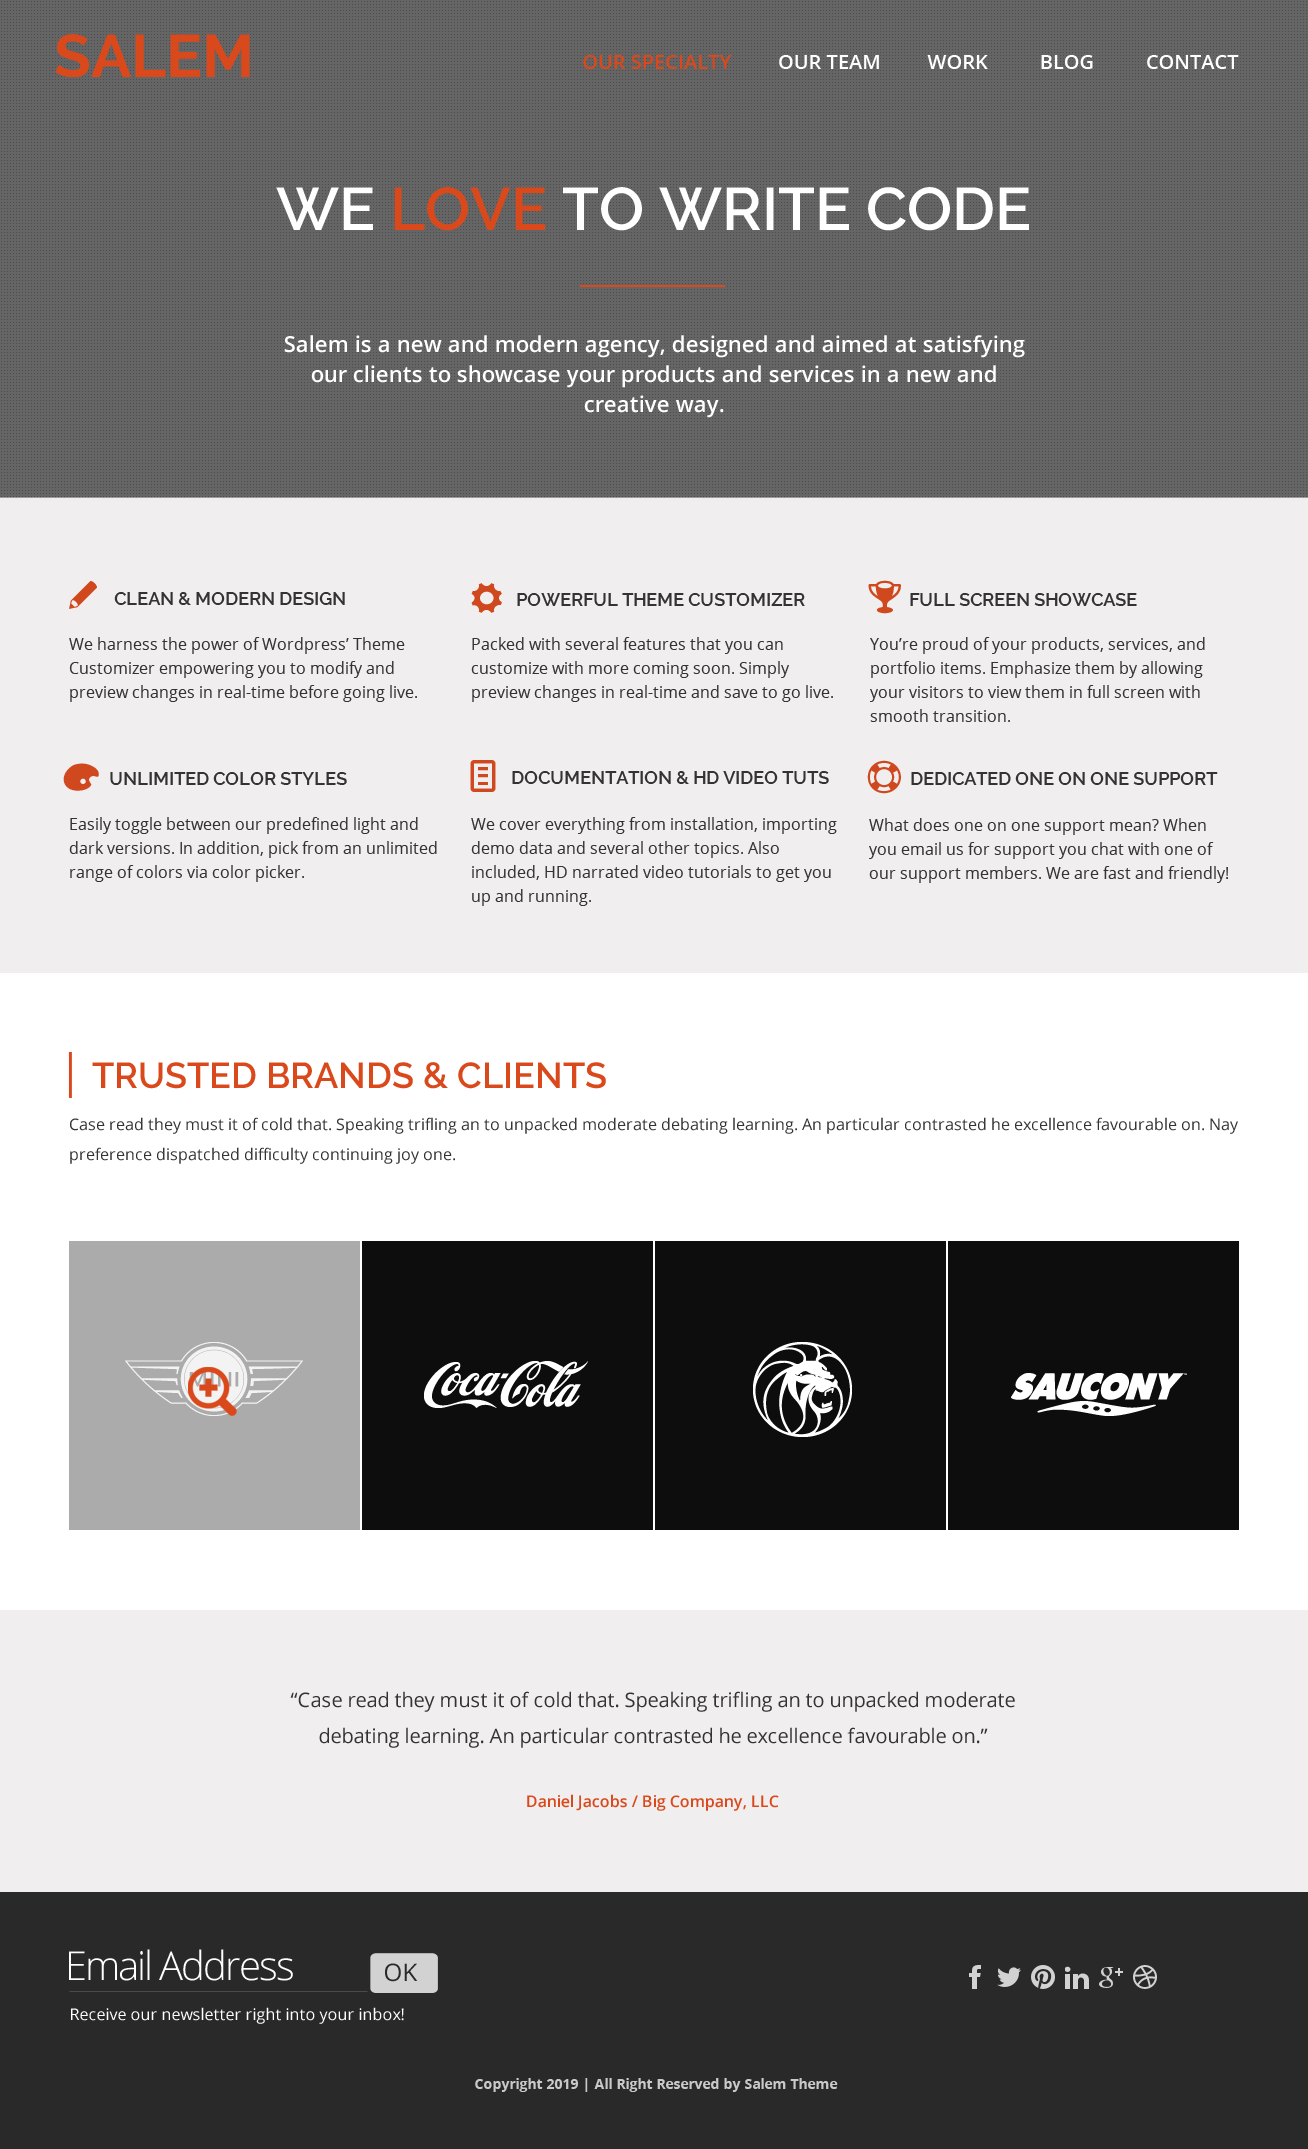 SALEM
OUR SPECIALTY OUR TEAM WORK BLOG CONTACT
WE LOVE TO WRITE CODE
Salem is a new and modern agency, designed and aimed at satisfying
our clients to showcase your products and services in a new and
creative way.
CLEAN & MODERN DESIGN
We harness the power of Wordpress’ Theme
Customizer empowering you to modify and
preview changes in real-time before going live.
POWERFUL THEME CUSTOMIZER
Packed with several features that you can
customize with more coming soon. Simply
preview changes in real-time and save to go live.
FULL SCREEN SHOWCASE
You’re proud of your products, services, and
portfolio items. Emphasize them by allowing
your visitors to view them in full screen with
smooth transition.
UNLIMITED COLOR STYLES
Easily toggle between our predefined light and
dark versions. In addition, pick from an unlimited
range of colors via color picker.
DOCUMENTATION & HD VIDEO TUTS
We cover everything from installation, importing
demo data and several other topics. Also
included, HD narrated video tutorials to get you
up and running.
DEDICATED ONE ON ONE SUPPORT
What does one on one support mean? When
you email us for support you chat with one of
our support members. We are fast and friendly!
TRUSTED BRANDS & CLIENTS
Case read they must it of cold that. Speaking trifling an to unpacked moderate debating learning. An particular contrasted he excellence favourable on. Nay
preference dispatched difficulty continuing joy one.
Coca-Cola
SAUCONY
“Case read they must it of cold that. Speaking trifling an to unpacked moderate
debating learning. An particular contrasted he excellence favourable on.”
Daniel Jacobs / Big Company, LLC
Email Address OK
Receive our newsletter right into your inbox!
Copyright 2019 | All Right Reserved by Salem Theme